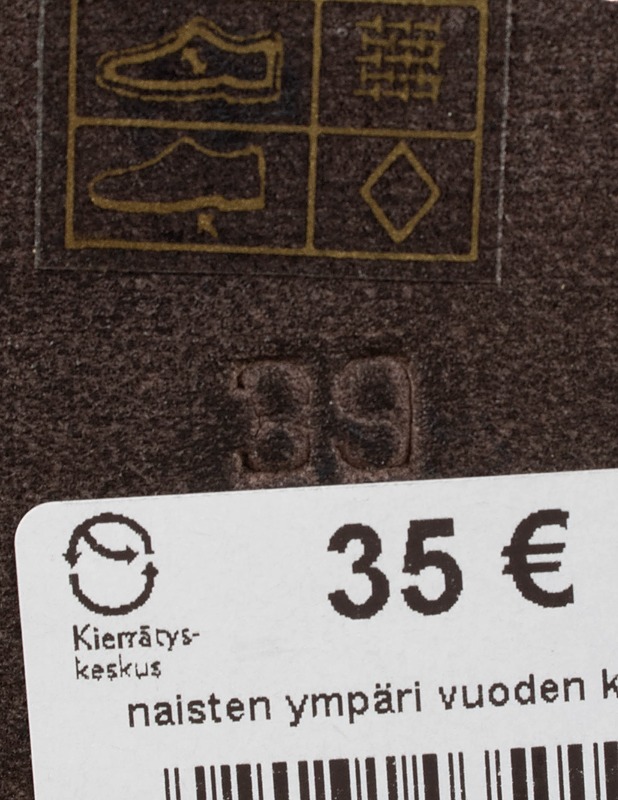 39
35 €
Kierrätys-
keskus
naisten ympäri vuoden k